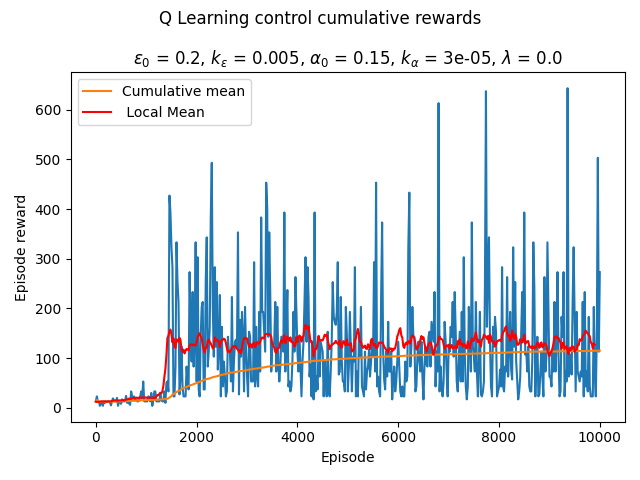 Q Learning control cumulative rewards
ε₀ = 0.2, kε = 0.005, α₀ = 0.15, kα = 3e-05, λ = 0.0
Cumulative mean
Local Mean
Episode reward
600
500
400
300
200
100
0
0 2000 4000 6000 8000 10000
Episode